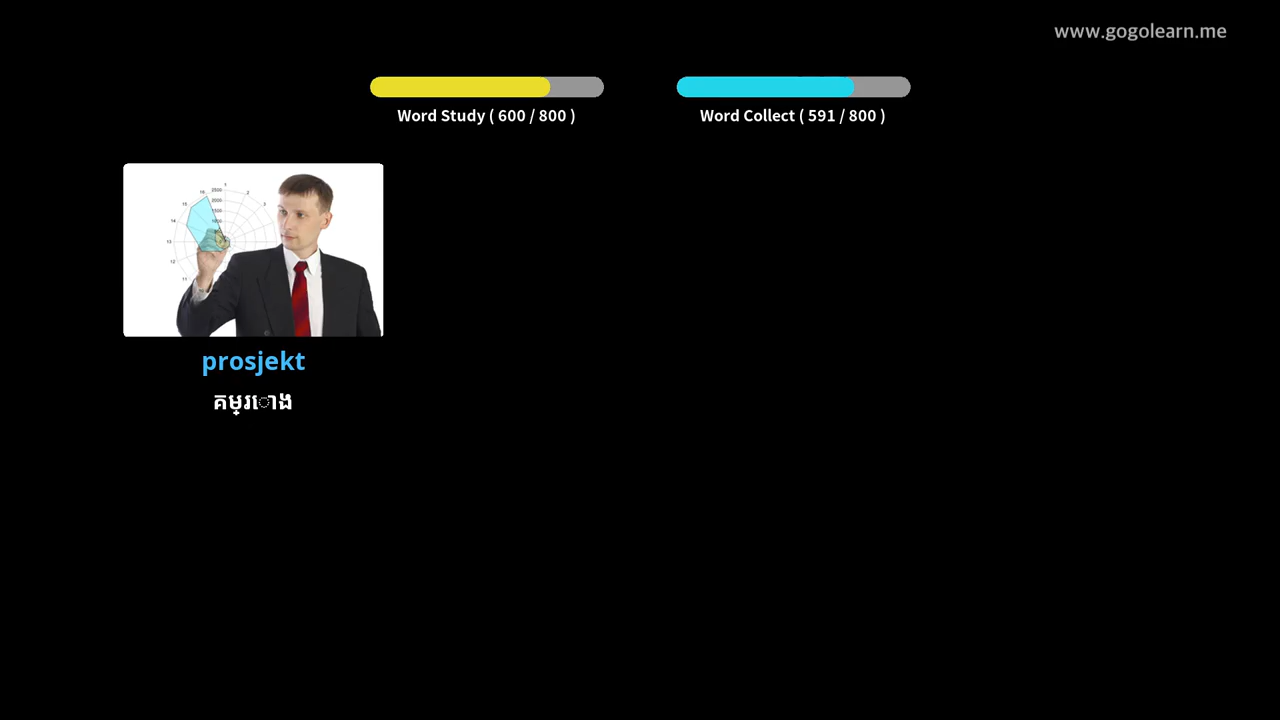 www.gogolearn.me
Word Study ( 600 / 800 )
Word Collect ( 591 / 800 )
prosjekt
គម្រោង